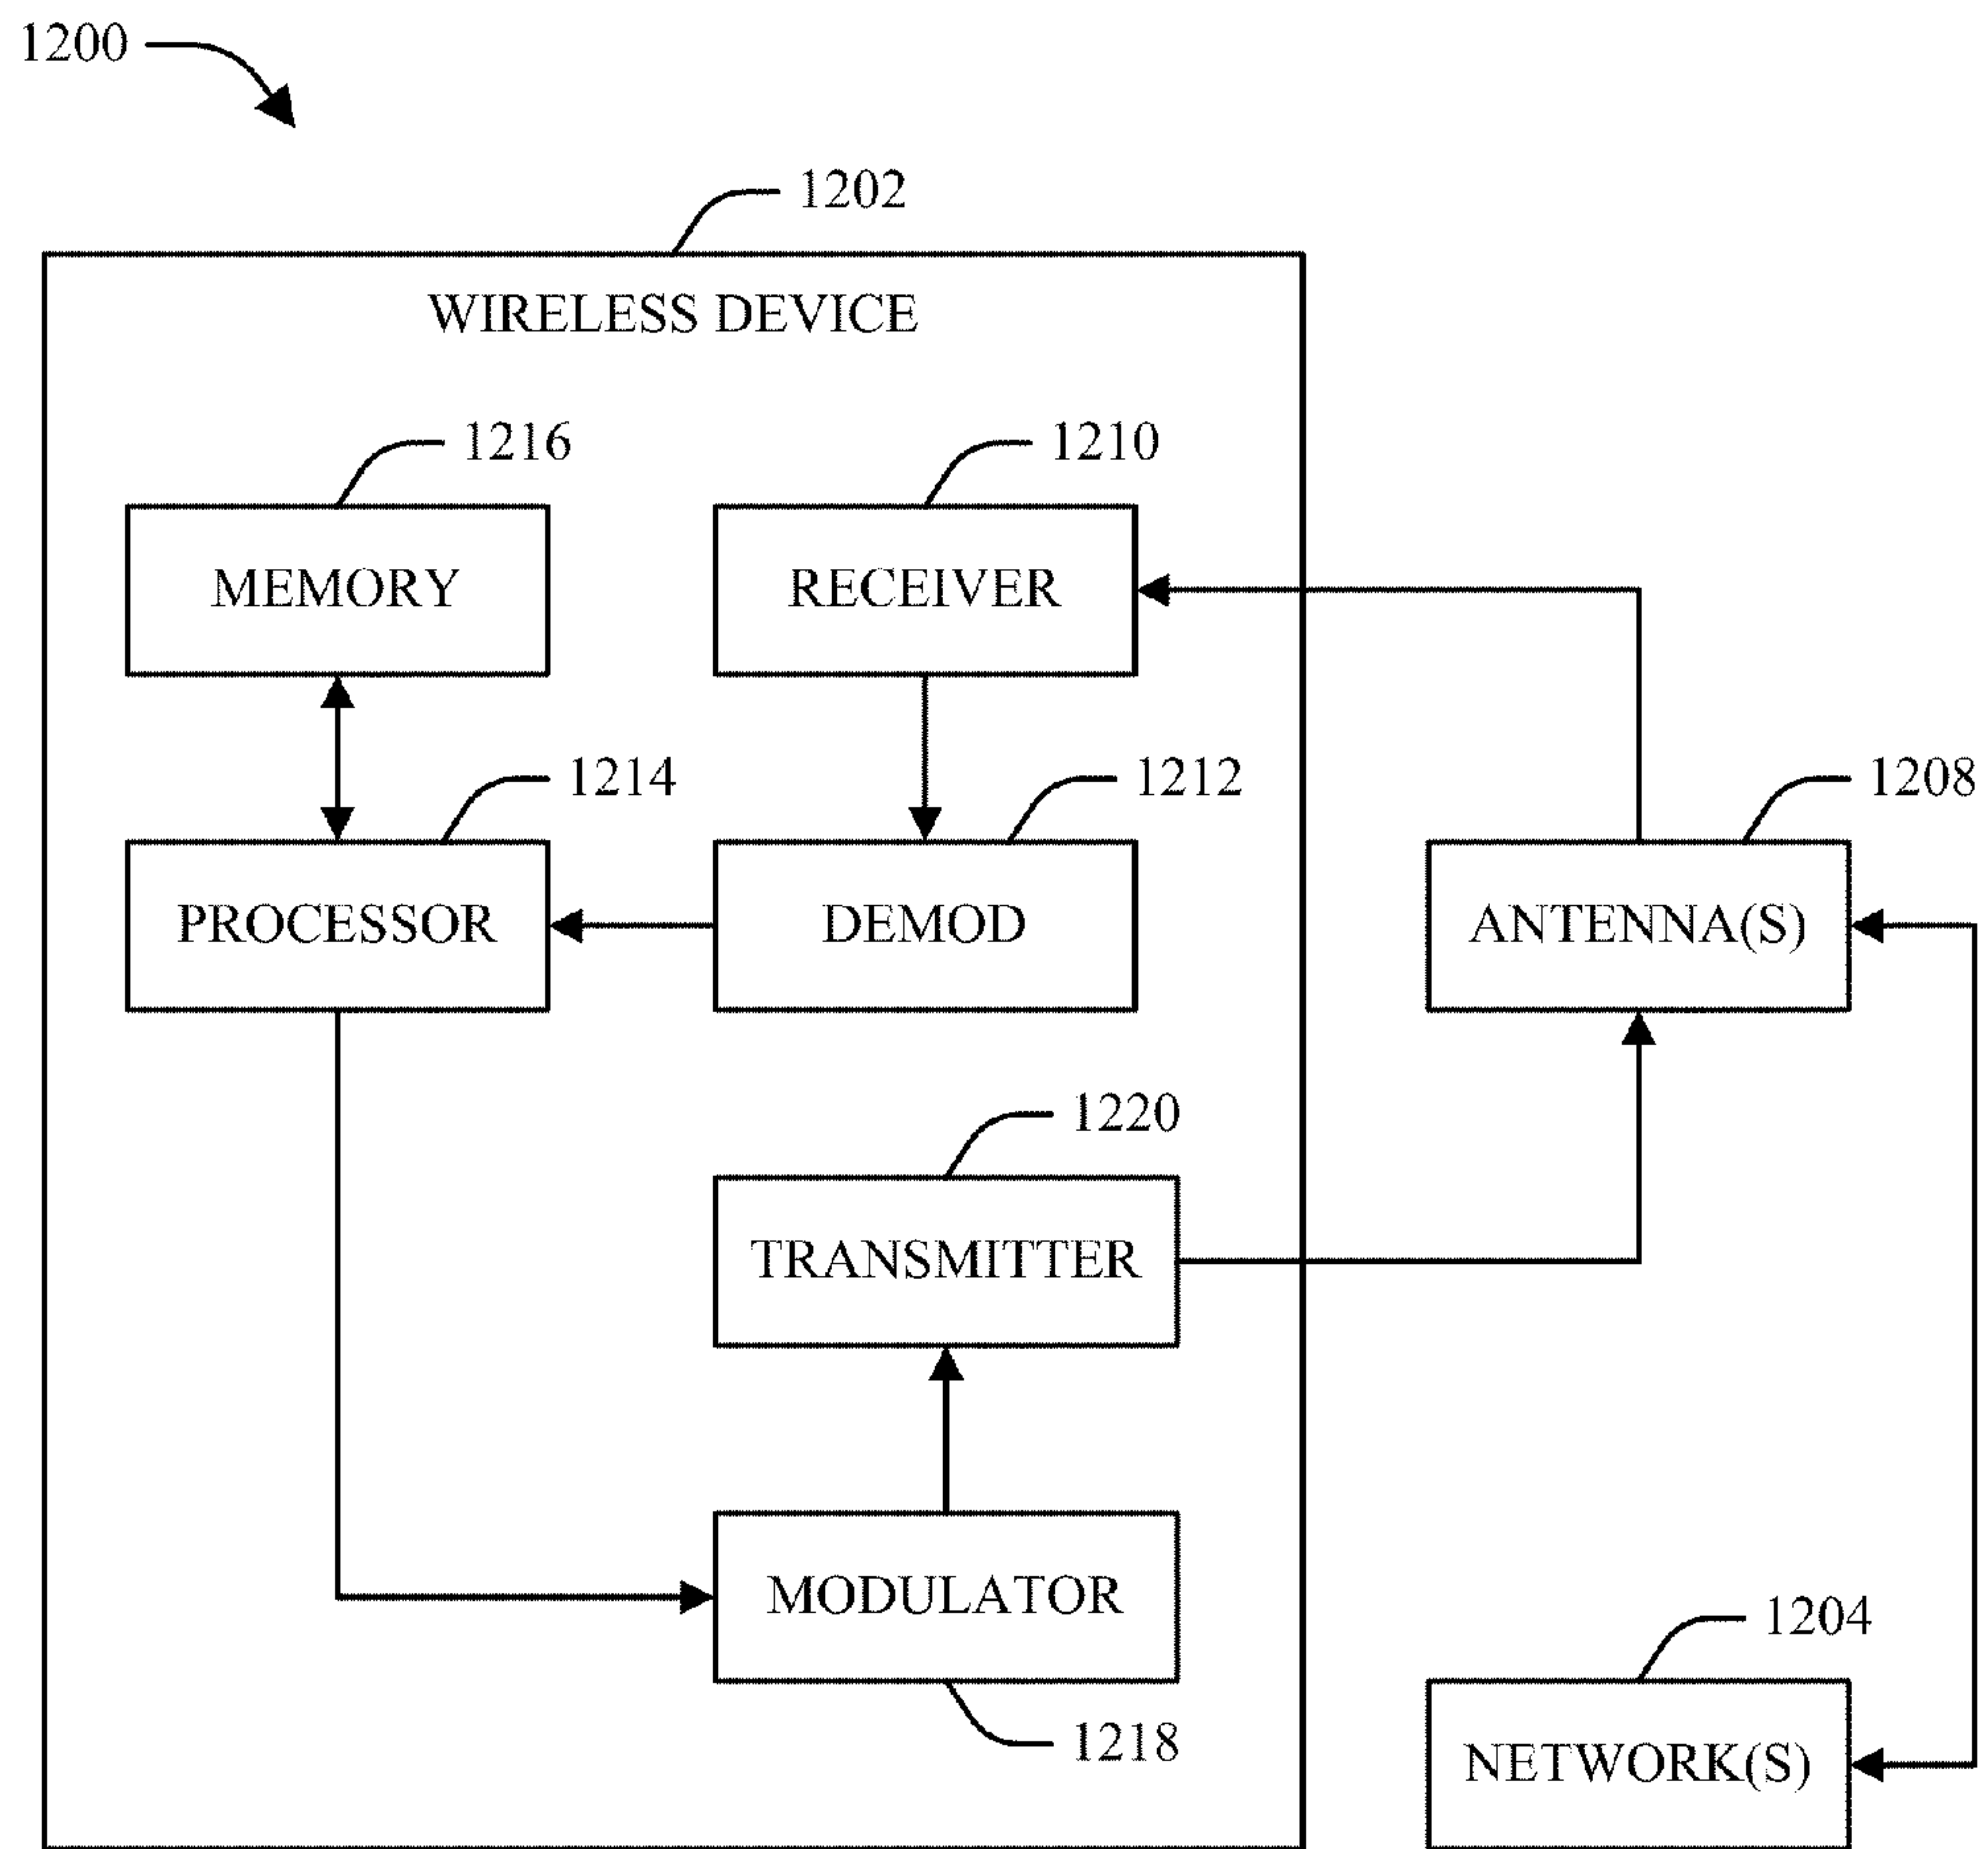 1200
1202
WIRELESS DEVICE
1216
1210
MEMORY
RECEIVER
1214
1212
1208
PROCESSOR
DEMOD
ANTENNA(S)
1220
TRANSMITTER
MODULATOR
1204
1218
NETWORK(S)